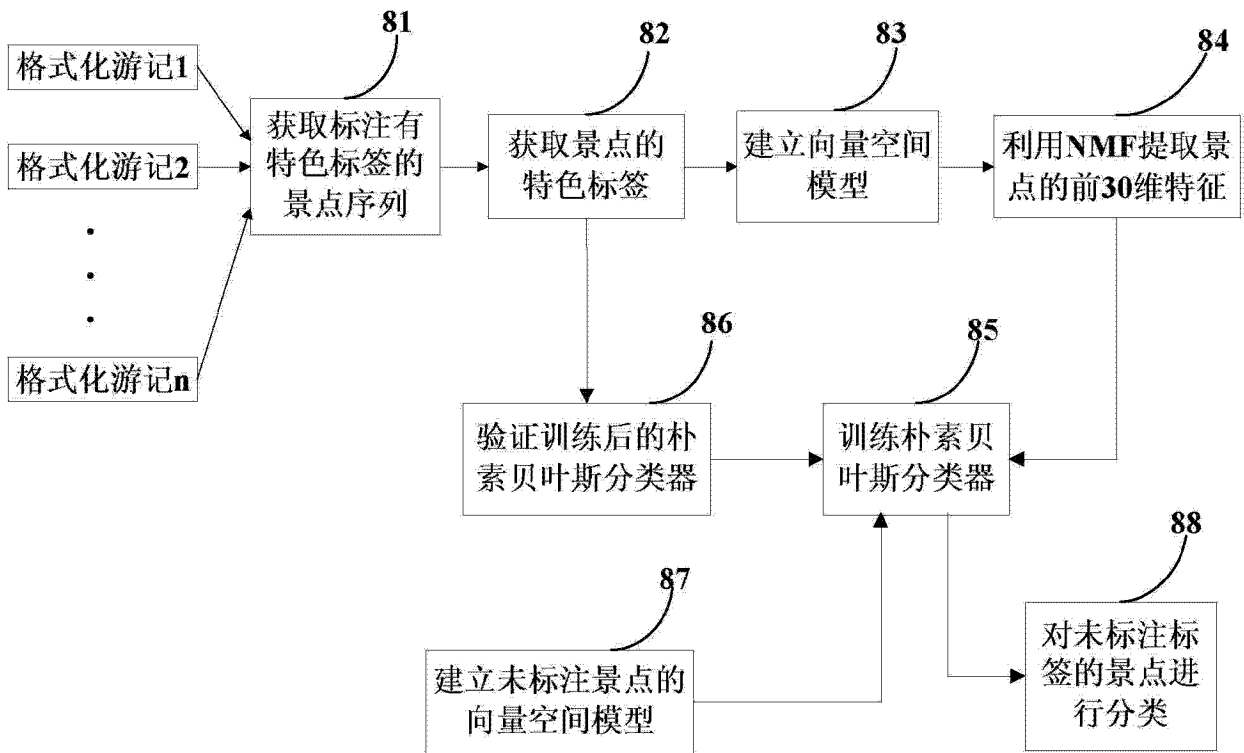 81
82
83
84
格式化游记1
格式化游记2
格式化游记n
获取标注有
特色标签的
景点序列
获取景点的
特色标签
建立向量空间
模型
利用NMF提取景
点的前30维特征
86
85
验证训练后的朴
素贝叶斯分类器
训练朴素贝
叶斯分类器
87
88
建立未标注景点的
向量空间模型
对未标注标
签的景点进
行分类